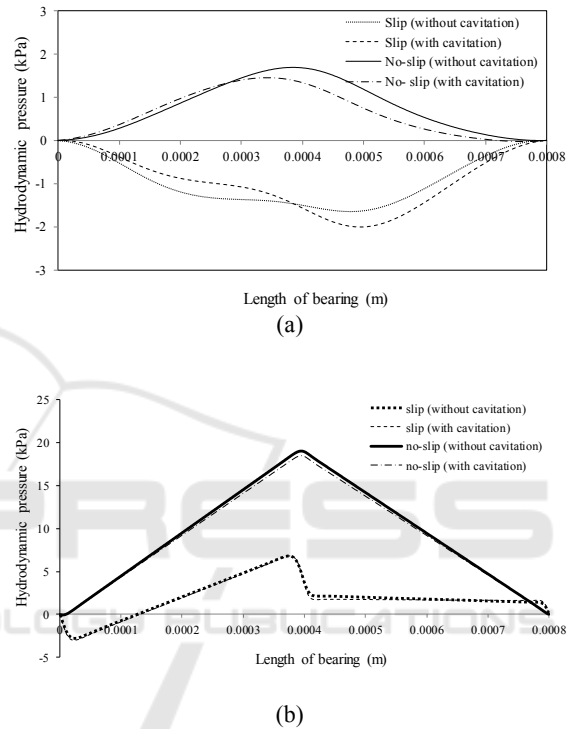 Hydrodynamic pressure (kPa)
3
2
1
0
-1
-2
-3
Slip (without cavitation)
Slip (with cavitation)
No-slip (without cavitation)
No- slip (with cavitation)
0 0.0001 0.0002 0.0003 0.0004 0.0005 0.0006 0.0007 0.0008
Length of bearing (m)
(a)
Hydrodynamic pressure (kPa)
25
20
15
10
5
0
-5
slip (without cavitation)
slip (with cavitation)
no-slip (without cavitation)
no-slip (with cavitation)
0 0.0001 0.0002 0.0003 0.0004 0.0005 0.0006 0.0007 0.0008
Length of bearing (m)
(b)
PRESS
PUBLICATIONS